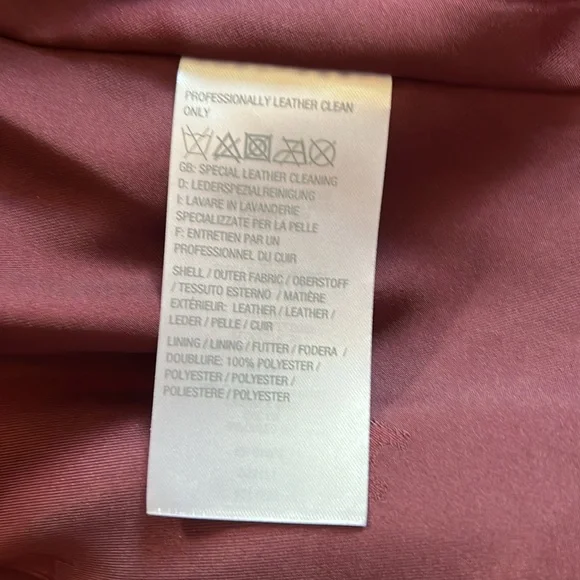 PROFESSIONALLY LEATHER CLEAN
ONLY
GB: SPECIAL LEATHER CLEANING
D: LEDERSPEZIALREINIGUNG
I: LAVARE IN LAVANDERIE
SPECIALIZZATE PER LA PELLE
F: ENTRETIEN PAR UN
PROFESSIONNEL DU CUIR
SHELL / OUTER FABRIC / OBERSTOFF
/ TESSUTO ESTERNO / MATIÈRE
EXTÉRIEUR: LEATHER / LEATHER /
LEDER / PELLE / CUIR
LINING / LINING / FUTTER / FODERA /
DOUBLURE: 100% POLYESTER /
POLYESTER / POLYESTER /
POLIESTERE / POLYESTER